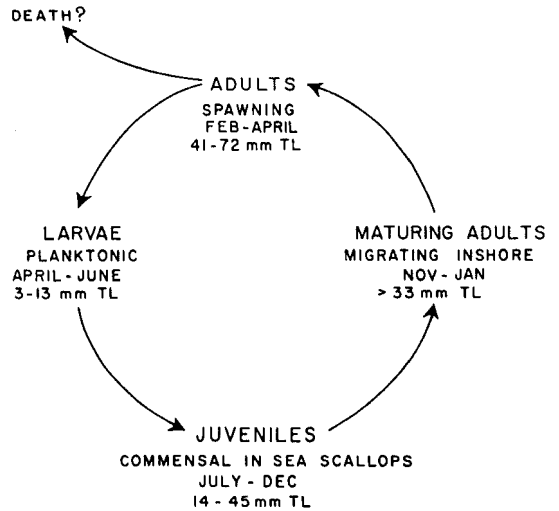 DEATH?
ADULTS
SPAWNING
FEB-APRIL
41-72 mm TL
LARVAE
PLANKTONIC
APRIL-JUNE
3-13 mm TL
MATURING ADULTS
MIGRATING INSHORE
NOV-JAN
> 33 mm TL
JUVENILES
COMMENSAL IN SEA SCALLOPS
JULY - DEC
14 - 45 mm TL